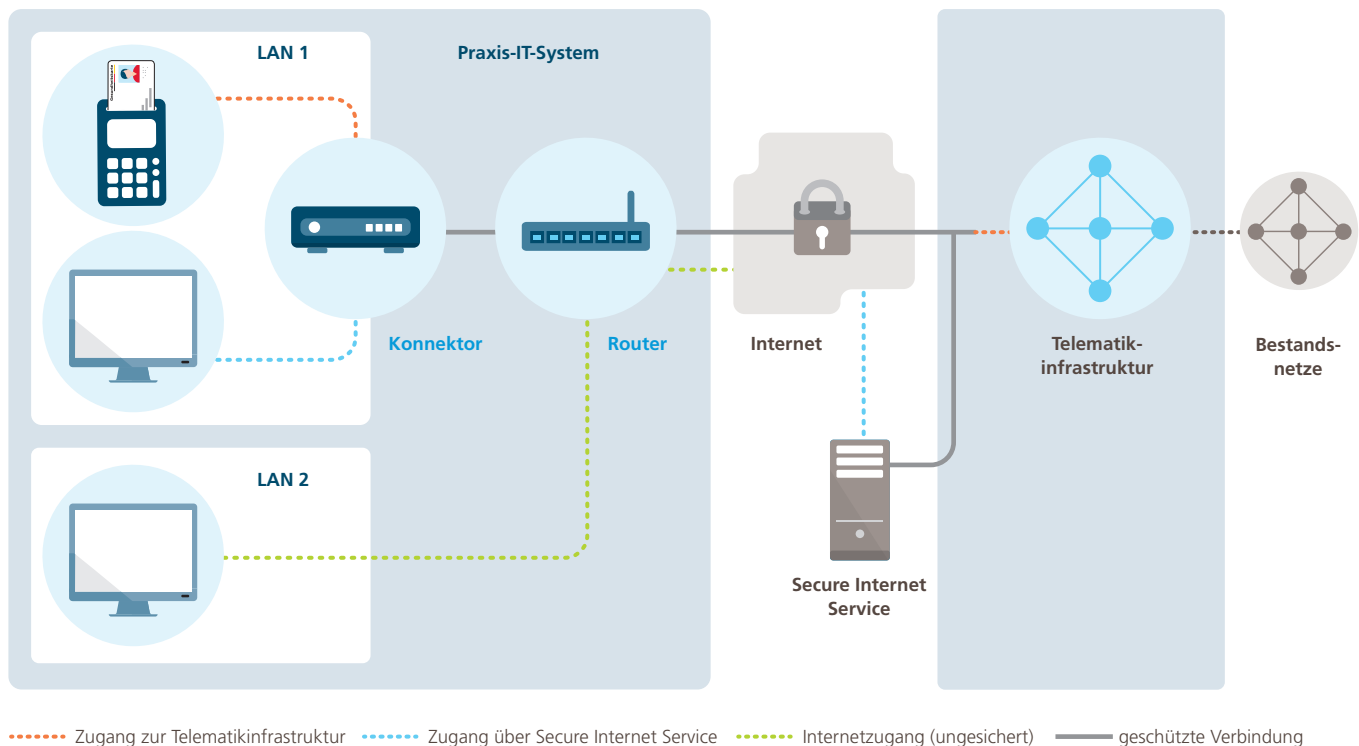 LAN 1
Praxis-IT-System
Gesundheitskarte
Konnektor
Router
Internet
Telematik-
infrastruktur
Bestands-
netze
LAN 2
Secure Internet
Service
Zugang zur Telematikinfrastruktur
Zugang über Secure Internet Service
Internetzugang (ungesichert)
geschützte Verbindung